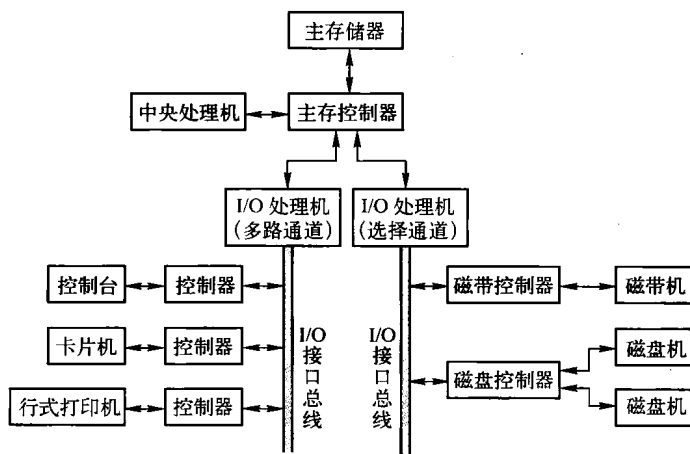 主存储器
中央处理机
主存控制器
I/O 处理机
(多路通道)
I/O 处理机
(选择通道)
控制台
控制器
磁带控制器
磁带机
卡片机
控制器
I/O
接
口
总
线
I/O
接
口
总
线
磁盘机
磁盘控制器
行式打印机
控制器
磁盘机